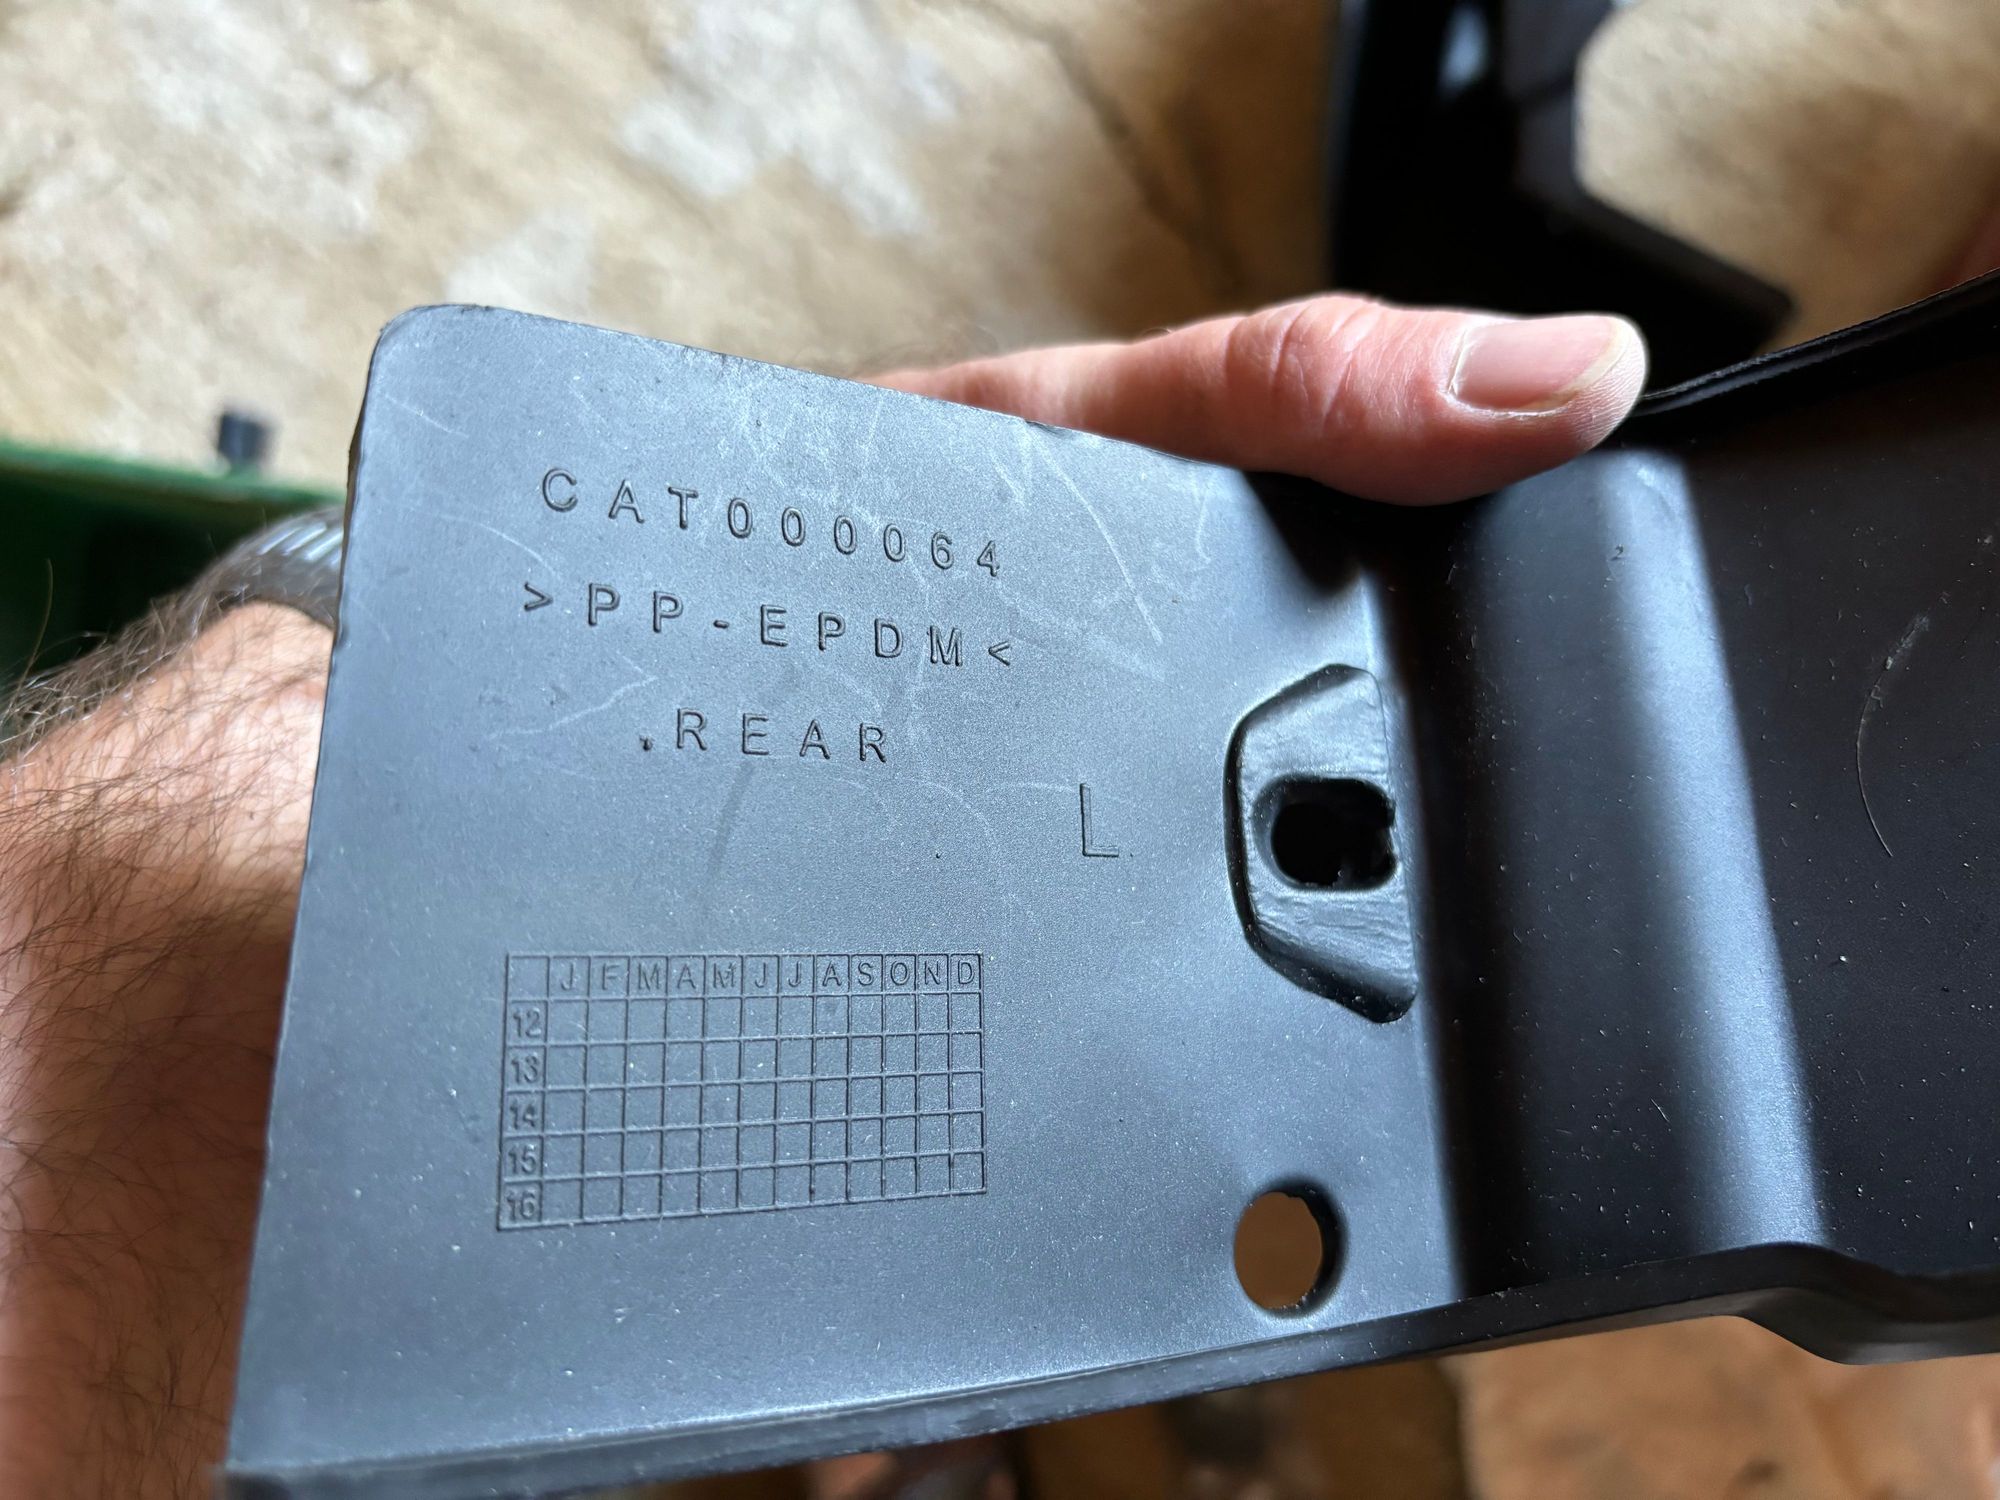 CAT000064
>PP-EPDM<
.REAR
L
J F M A M J J A S O N D
12
13
14
15
16